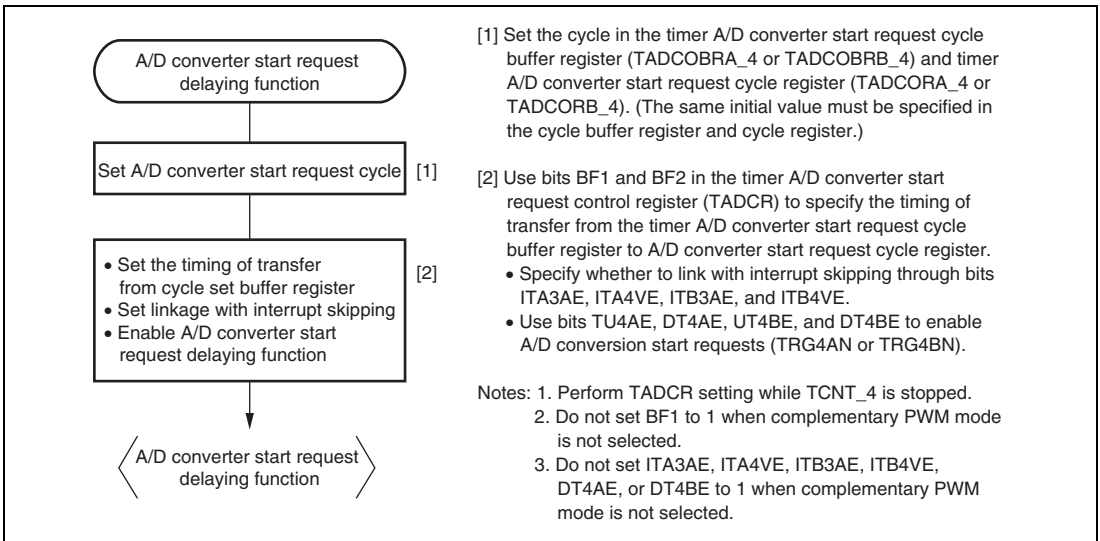 A/D converter start request
delaying function
Set A/D converter start request cycle
[1]
• Set the timing of transfer
from cycle set buffer register
• Set linkage with interrupt skipping
• Enable A/D converter start
request delaying function
[2]
A/D converter start request
delaying function
[1] Set the cycle in the timer A/D converter start request cycle
buffer register (TADCOBRA_4 or TADCOBRB_4) and timer
A/D converter start request cycle register (TADCORA_4 or
TADCORB_4). (The same initial value must be specified in
the cycle buffer register and cycle register.)
[2] Use bits BF1 and BF2 in the timer A/D converter start
request control register (TADCR) to specify the timing of
transfer from the timer A/D converter start request cycle
buffer register to A/D converter start request cycle register.
• Specify whether to link with interrupt skipping through bits
ITA3AE, ITA4VE, ITB3AE, and ITB4VE.
• Use bits TU4AE, DT4AE, UT4BE, and DT4BE to enable
A/D conversion start requests (TRG4AN or TRG4BN).
Notes: 1. Perform TADCR setting while TCNT_4 is stopped.
2. Do not set BF1 to 1 when complementary PWM mode
is not selected.
3. Do not set ITA3AE, ITA4VE, ITB3AE, ITB4VE,
DT4AE, or DT4BE to 1 when complementary PWM
mode is not selected.